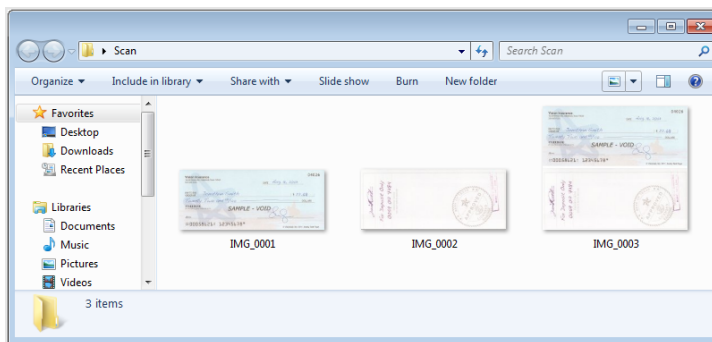 Scan
Search Scan
Organize
Include in library
Share with
Slide show
Burn
New folder
Favorites
Desktop
Downloads
Recent Places
Libraries
Documents
Music
Pictures
Videos
SAMPLE - VOID
IMG_0001
IMG_0002
SAMPLE - VOID
IMG_0003
3 items